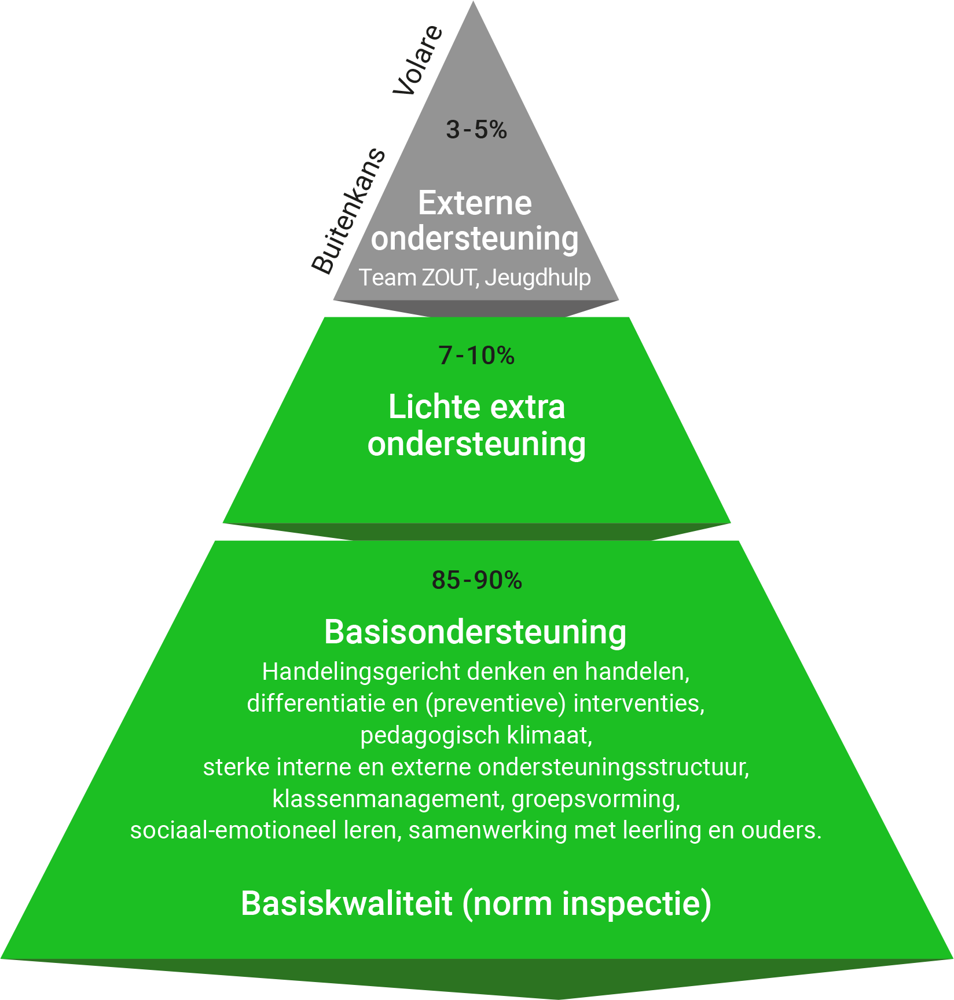 Volare
Buitenkans
3-5%
Externe
ondersteuning
Team ZOUT, Jeugdhulp
7-10%
Lichte extra
ondersteuning
85-90%
Basisondersteuning
Handelingsgericht denken en handelen,
differentiatie en (preventieve) interventies,
pedagogisch klimaat,
sterke interne en externe ondersteuningsstructuur,
klassenmanagement, groepsvorming,
sociaal-emotioneel leren, samenwerking met leerling en ouders.
Basiskwaliteit (norm inspectie)